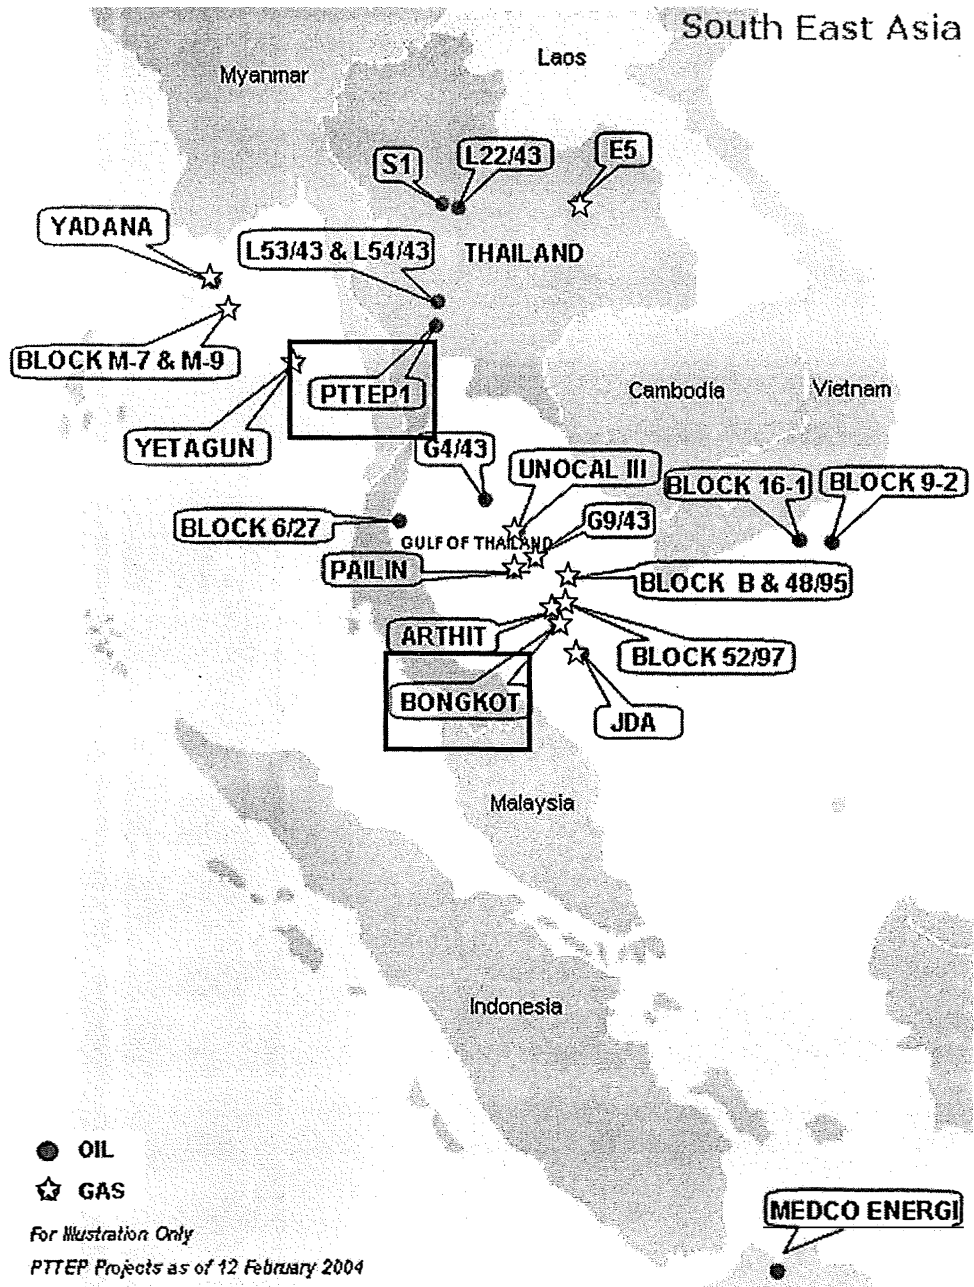 South East Asia
Laos
Myanmar
S1
L22/43
E5
YADANA
L53/43 & L54/43
THAILAND
BLOCK M-7 & M-9
PTTEP1
Cambodia
Vietnam
YETAGUN
G4/43
UNOCAL III
BLOCK 16-1
BLOCK 9-2
BLOCK 6/27
G9/43
GULF OF THAILAND
PAILIN
BLOCK B & 48/95
ARTHIT
BLOCK 52/97
BONGKOT
JDA
Malaysia
Indonesia
OIL
GAS
MEDCO ENERGI
For Illustration Only
PTTEP Projects as of 12 February 2004